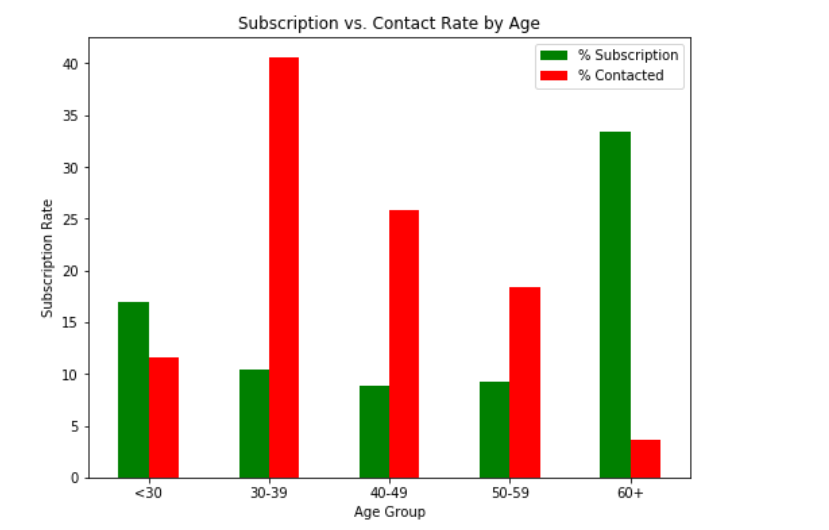 Subscription vs. Contact Rate by Age
% Subscription
% Contacted
40
35
30
25
20
15
10
5
0
Subscription Rate
<30
30-39
40-49
50-59
60+
Age Group